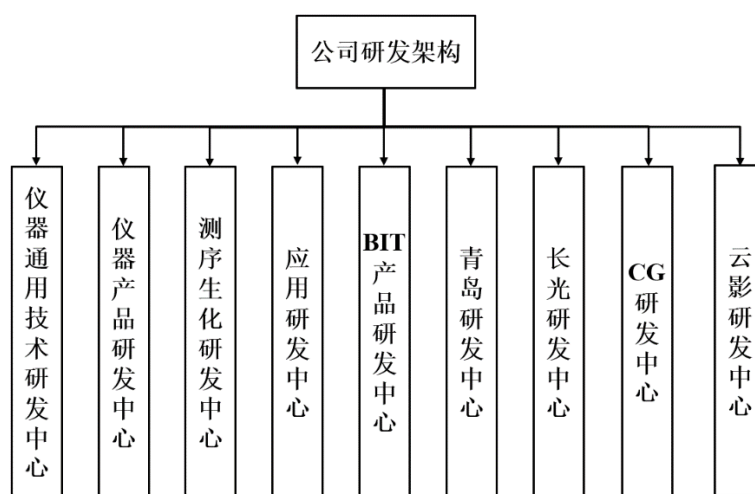 公司研发架构
仪器通用技术研发中心
仪器产品研发中心
测序生化研发中心
应用研发中心
BIT产品研发中心
青岛研发中心
长光研发中心
CG研发中心
云影研发中心